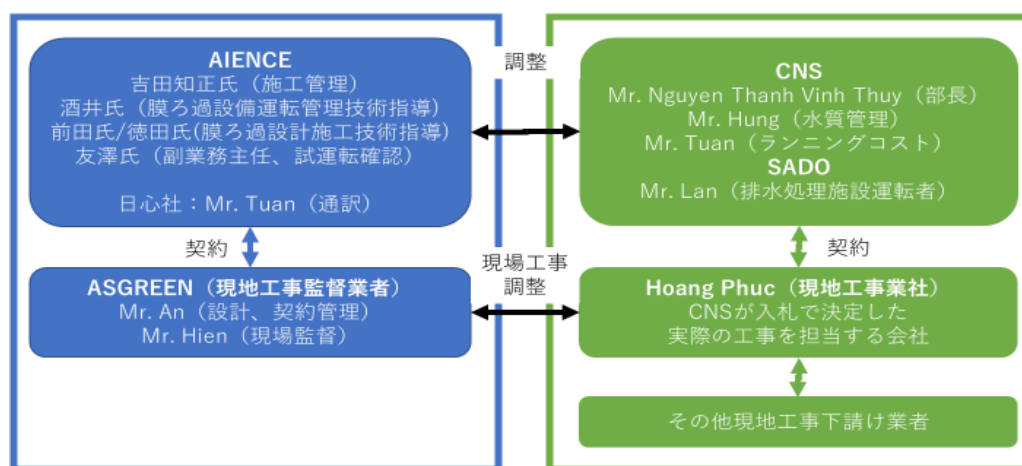 AIENCE
吉田知正氏（施工管理）
酒井氏（膜ろ過設備運転管理技術指導）
前田氏/徳田氏(膜ろ過設計施工技術指導）
友澤氏（副業務主任、試運転確認）
日心社：Mr. Tuan（通訳）
契約
ASGREEN（現地工事監督業者）
Mr. An（設計、契約管理）
Mr. Hien（現場監督）
調整
現場工事
調整
CNS
Mr. Nguyen Thanh Vinh Thuy（部長）
Mr. Hung（水質管理）
Mr. Tuan（ランニングコスト）
SADO
Mr. Lan（排水処理施設運転者）
契約
Hoang Phuc（現地工事業社）
CNSが入札で決定した
実際の工事を担当する会社
その他現地工事下請け業者